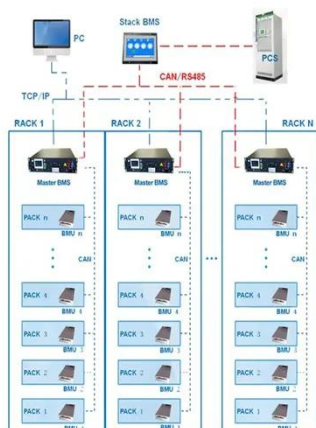 PC
Stack BMS
PCS
CAN/RS485
TCP/IP
RACK 1
RACK 2
RACK N
Master BMS
Master BMS
Master BMS
PACK n
BMU n
PACK n
BMU n
PACK n
BMU n
CAN
CAN
CAN
PACK 4
BMU 4
PACK 4
BMU 4
PACK 4
BMU 4
PACK 3
BMU 3
PACK 3
BMU 3
PACK 3
BMU 3
PACK 2
BMU 2
PACK 2
BMU 2
PACK 2
BMU 2
PACK 1
PACK 1
PACK 1